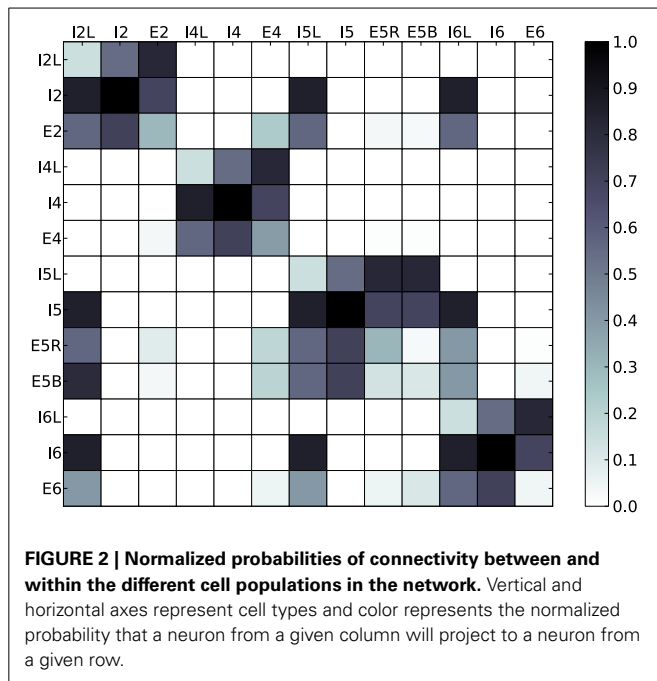 I2L I2 E2 I4L I4 E4 I5L I5 E5R E5B I6L I6 E6
I2L
I2
E2
I4L
I4
E4
I5L
I5
E5R
E5B
I6L
I6
E6
1.0
0.9
0.8
0.7
0.6
0.5
0.4
0.3
0.2
0.1
0.0
FIGURE 2 | Normalized probabilities of connectivity between and
within the different cell populations in the network. Vertical and
horizontal axes represent cell types and color represents the normalized
probability that a neuron from a given column will project to a neuron from
a given row.